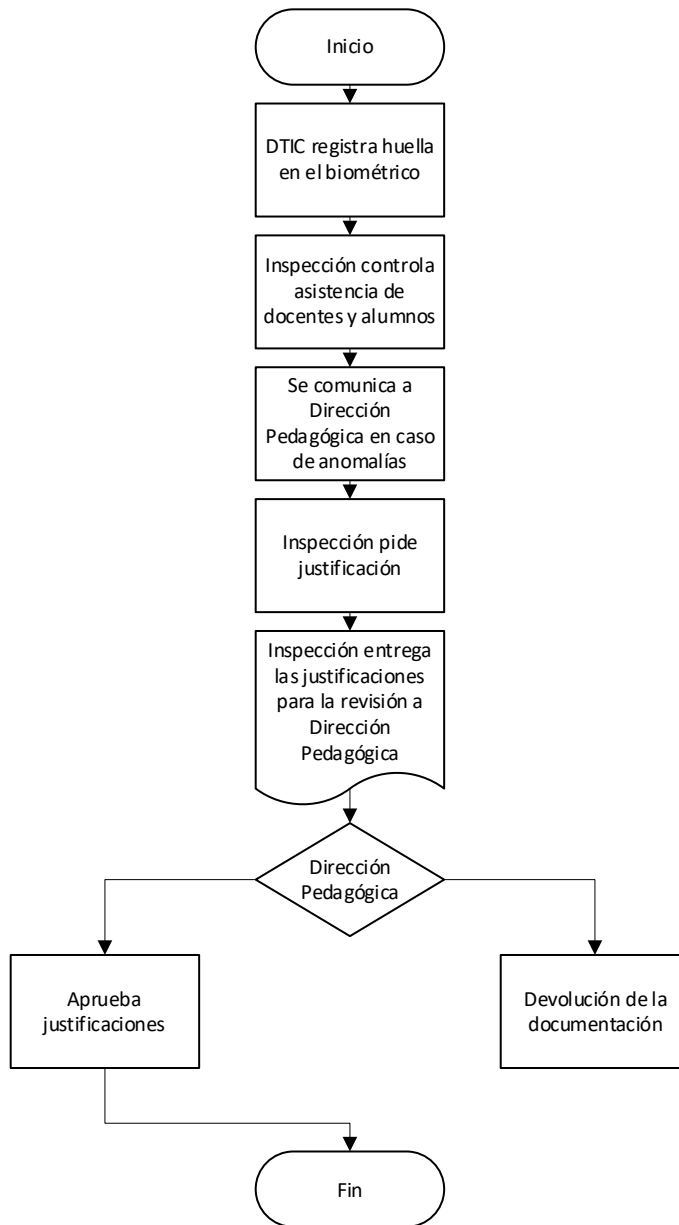 Inicio
DTIC registra huella
en el biométrico
Inspección controla
asistencia de
docentes y alumnos
Se comunica a
Dirección
Pedagógica en caso
de anomalías
Inspección pide
justificación
Inspección entrega
las justificaciones
para la revisión a
Dirección
Pedagógica
Dirección
Pedagógica
Aprueba
justificaciones
Devolución de la
documentación
Fin